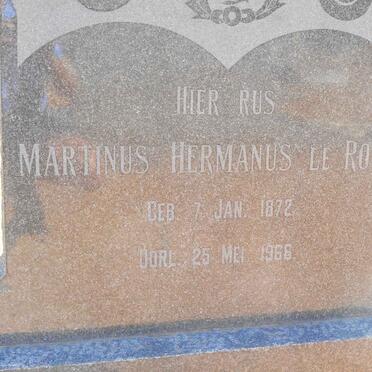 HIER RUS
MARTINUS HERMANUS LE RO
GEB. 7 JAN. 1872
OORL. 25 MEI 1966